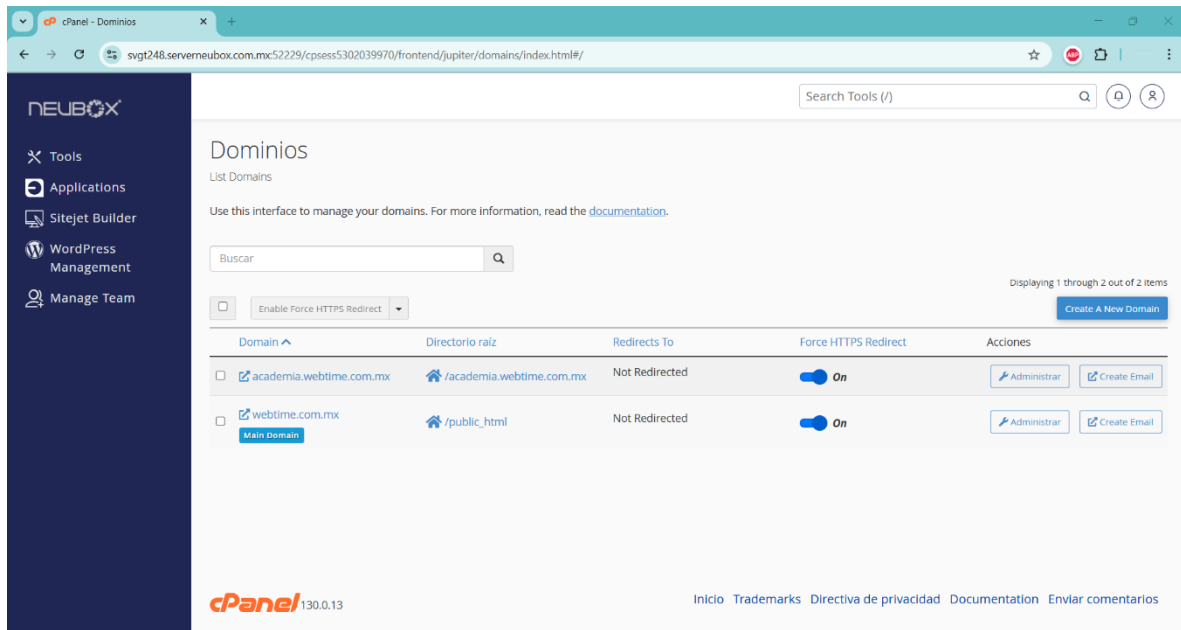 cPanel - Dominios
svgt248.serverneubox.com.mx:52229/cpsess5302039970/frontend/jupiter/domains/index.html#/
ABP
NEUBOX
Search Tools (/)
Tools
Applications
Sitejet Builder
WordPress
Management
Manage Team
Dominios
List Domains
Use this interface to manage your domains. For more information, read the documentation.
Buscar
Displaying 1 through 2 out of 2 items
Enable Force HTTPS Redirect
Create A New Domain
Domain Directorio raíz Redirects To Force HTTPS Redirect Acciones
academia.webtime.com.mx /academia.webtime.com.mx Not Redirected On Administrar Create Email
webtime.com.mx /public_html Not Redirected On Administrar Create Email
Main Domain
cPanel 130.0.13
Inicio Trademarks Directiva de privacidad Documentation Enviar comentarios